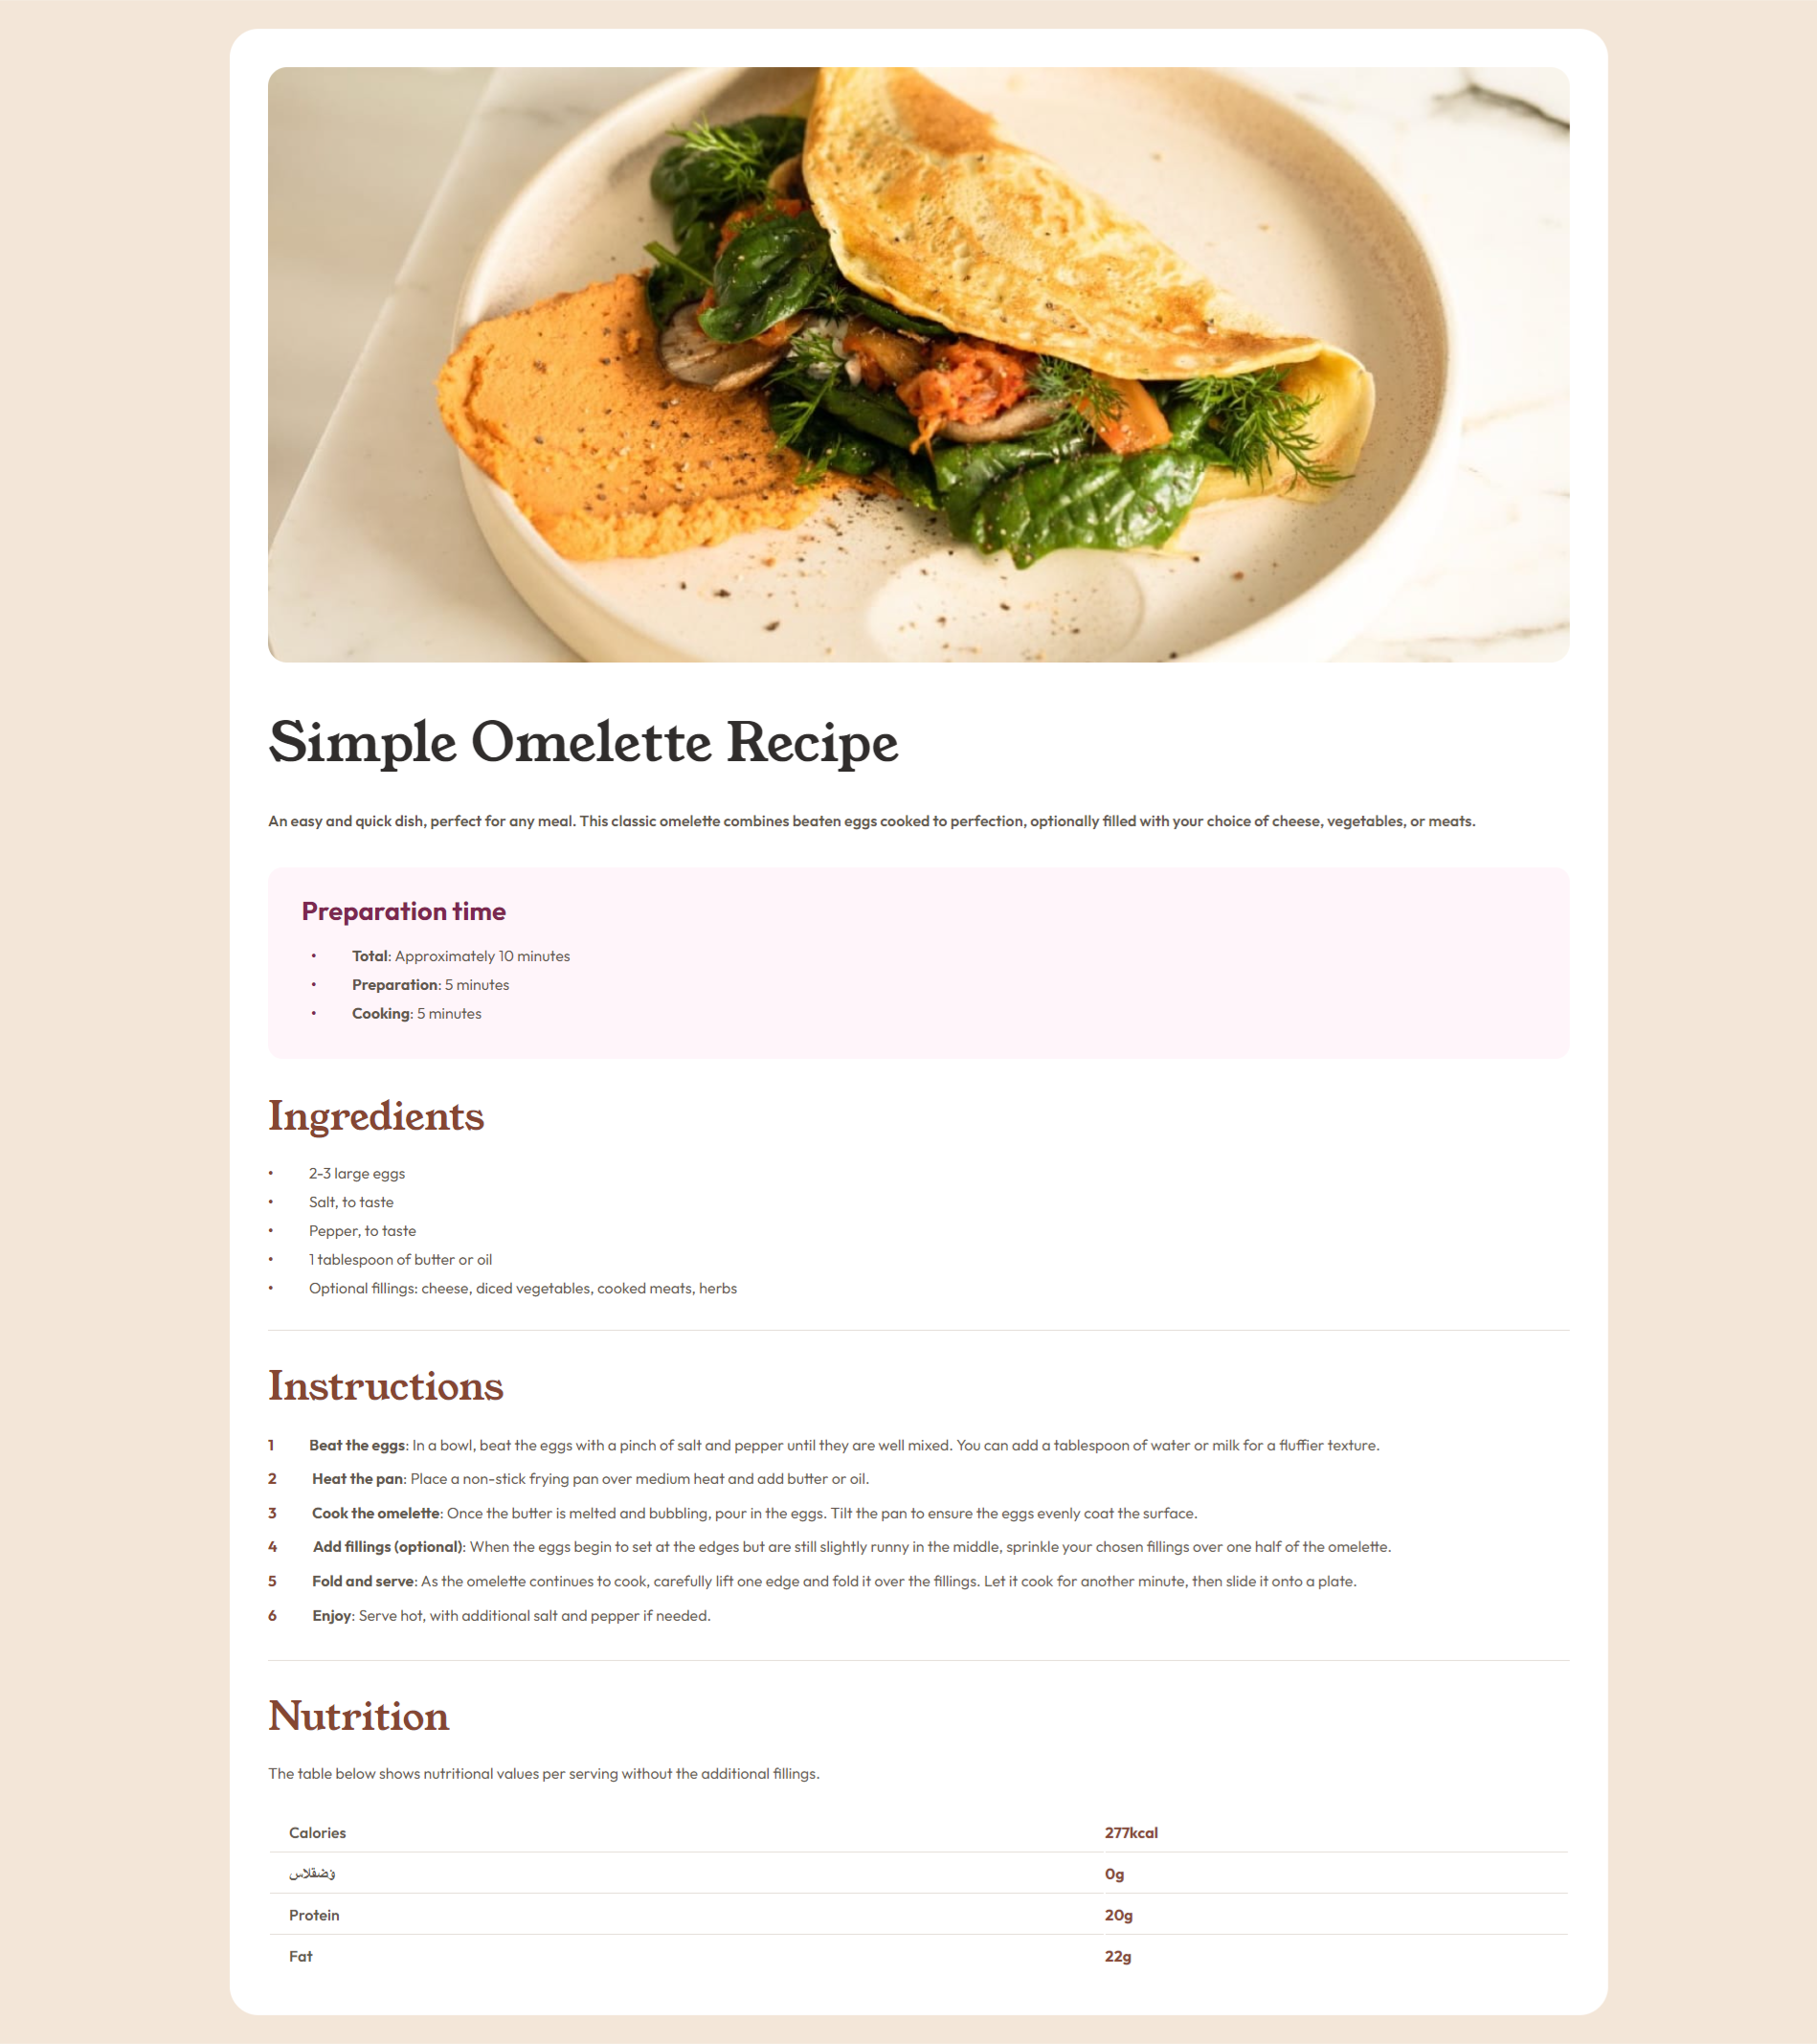 Simple Omelette Recipe
An easy and quick dish, perfect for any meal. This classic omelette combines beaten eggs cooked to perfection, optionally filled with your choice of cheese, vegetables, or meats.
Preparation time
• Total: Approximately 10 minutes
• Preparation: 5 minutes
• Cooking: 5 minutes
Ingredients
• 2-3 large eggs
• Salt, to taste
• Pepper, to taste
• 1 tablespoon of butter or oil
• Optional fillings: cheese, diced vegetables, cooked meats, herbs
Instructions
1 Beat the eggs: In a bowl, beat the eggs with a pinch of salt and pepper until they are well mixed. You can add a tablespoon of water or milk for a fluffier texture.
2 Heat the pan: Place a non-stick frying pan over medium heat and add butter or oil.
3 Cook the omelette: Once the butter is melted and bubbling, pour in the eggs. Tilt the pan to ensure the eggs evenly coat the surface.
4 Add fillings (optional): When the eggs begin to set at the edges but are still slightly runny in the middle, sprinkle your chosen fillings over one half of the omelette.
5 Fold and serve: As the omelette continues to cook, carefully lift one edge and fold it over the fillings. Let it cook for another minute, then slide it onto a plate.
6 Enjoy: Serve hot, with additional salt and pepper if needed.
Nutrition
The table below shows nutritional values per serving without the additional fillings.
Calories 277kcal
ؤضقلاس 0g
Protein 20g
Fat 22g